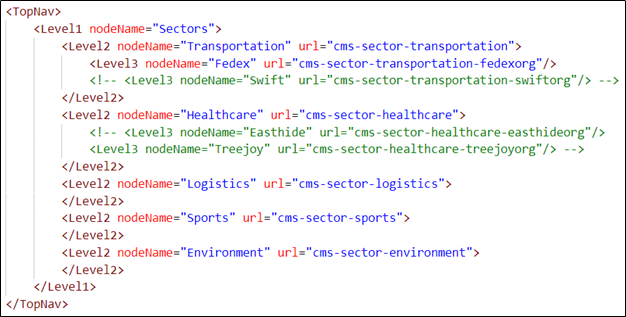 <TopNav>
<Level1 nodeName="Sectors">
<Level2 nodeName="Transportation" url="cms-sector-transportation">
<Level3 nodeName="Fedex" url="cms-sector-transportation-fedexorg"/>
<!-- <Level3 nodeName="Swift" url="cms-sector-transportation-swiftorg"/> -->
</Level2>
<Level2 nodeName="Healthcare" url="cms-sector-healthcare">
<!-- <Level3 nodeName="Easthide" url="cms-sector-healthcare-easthideorg"/>
<Level3 nodeName="Treejoy" url="cms-sector-healthcare-treejoyorg"/> -->
</Level2>
<Level2 nodeName="Logistics" url="cms-sector-logistics">
</Level2>
<Level2 nodeName="Sports" url="cms-sector-sports">
</Level2>
<Level2 nodeName="Environment" url="cms-sector-environment">
</Level2>
</Level1>
</TopNav>